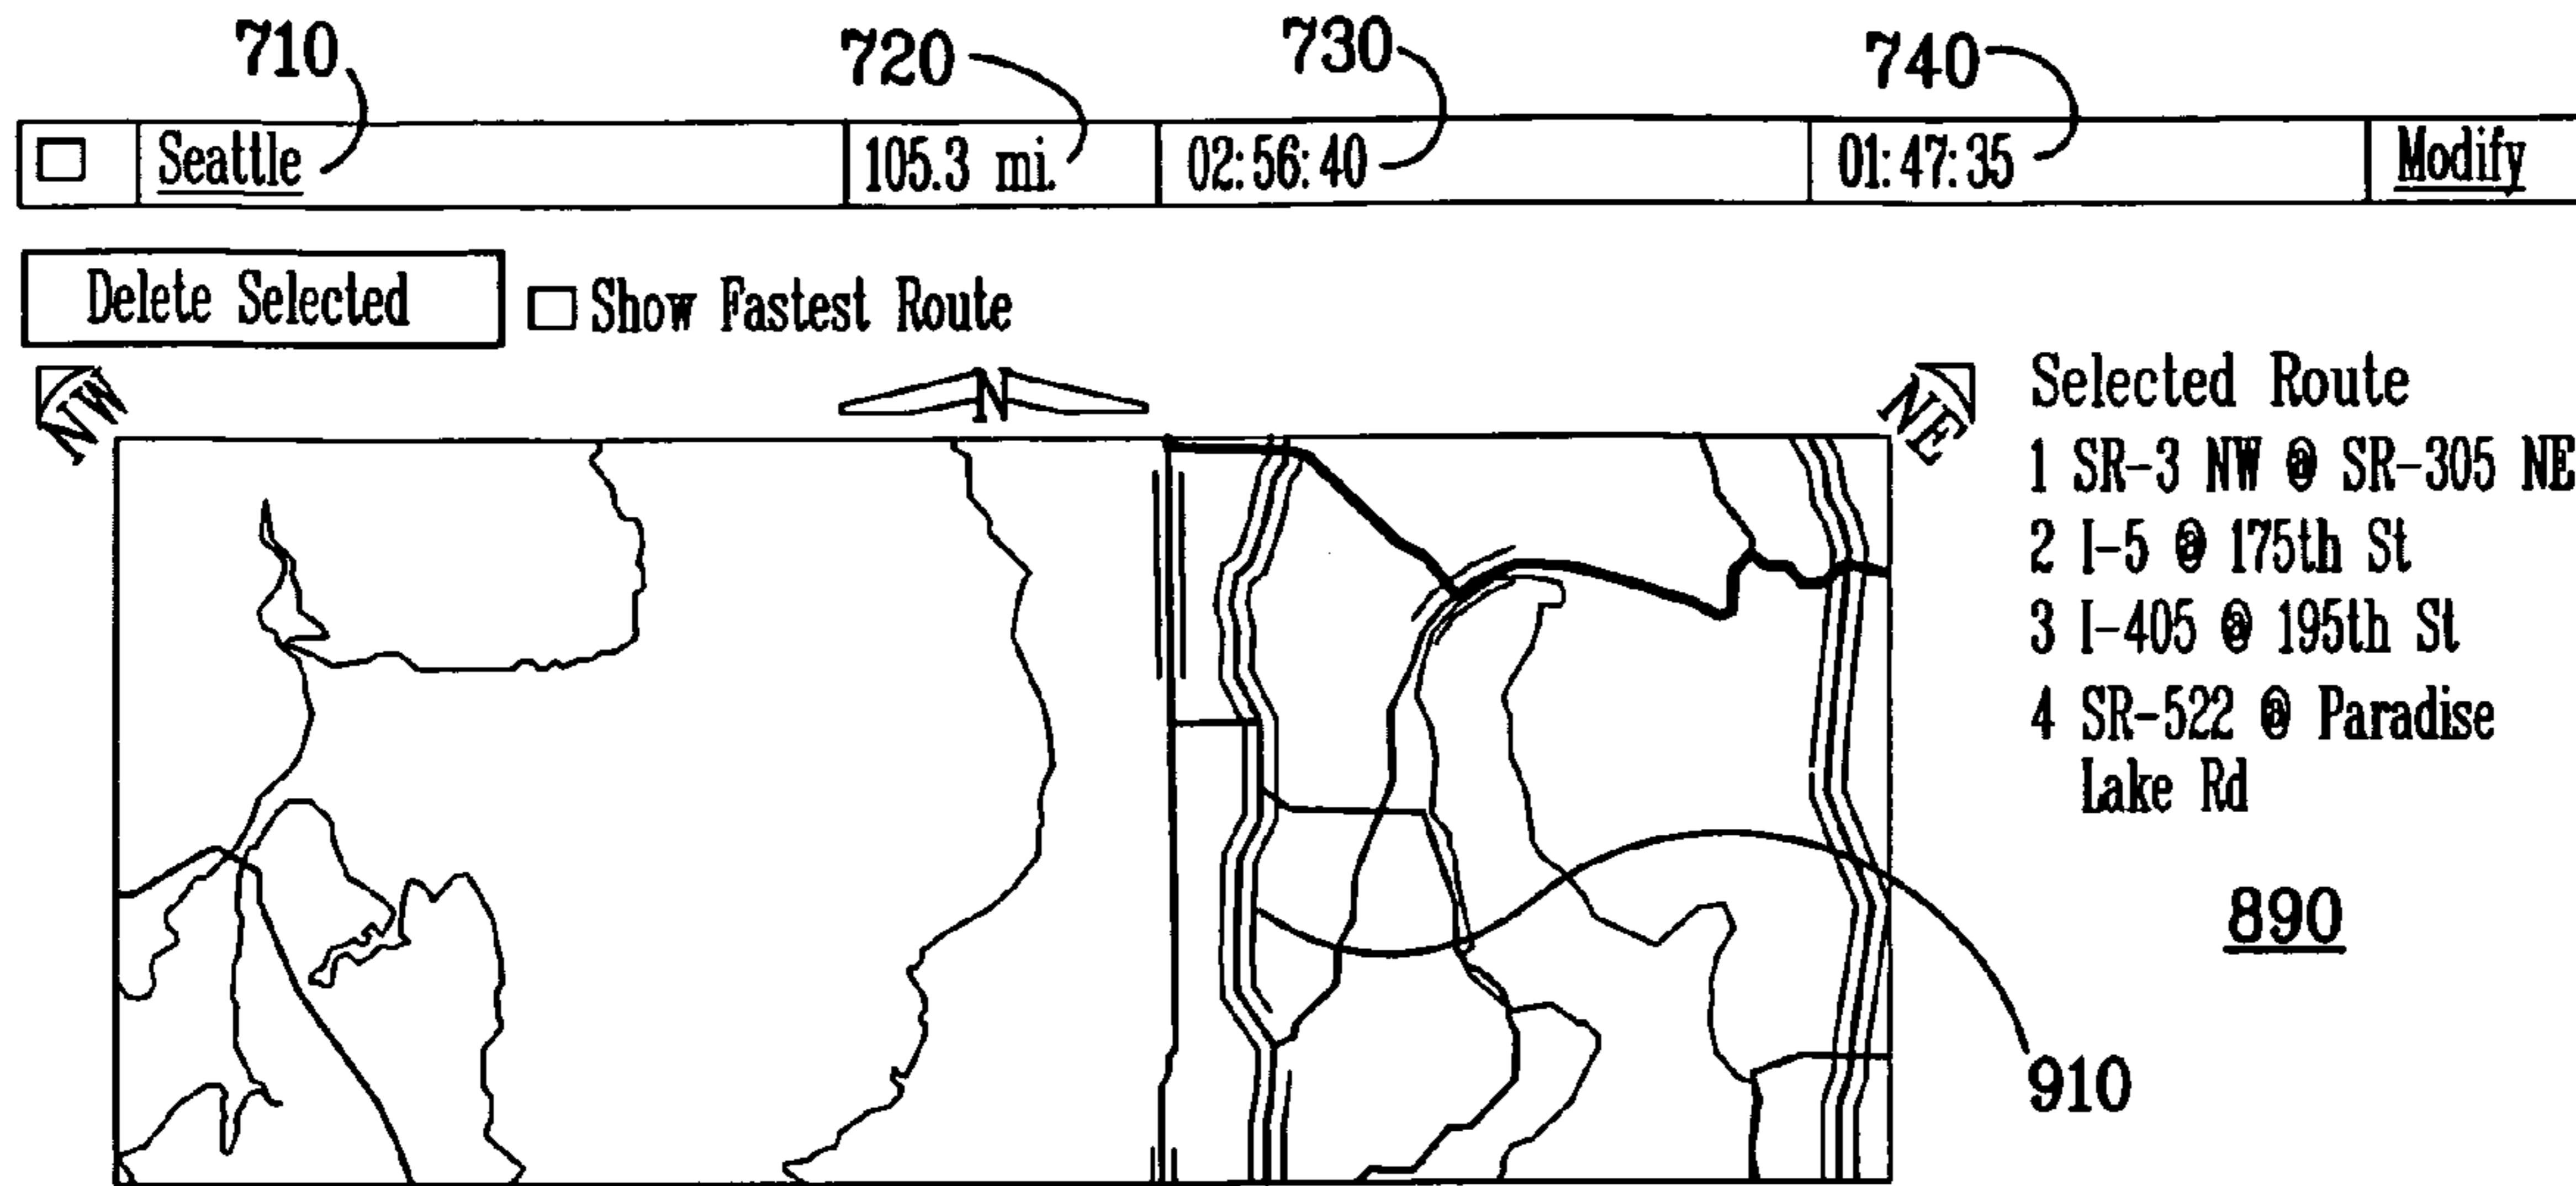 710 720 730 740
Seattle 105.3 mi. 02:56:40 01:47:35 Modify
Delete Selected Show Fastest Route
NW N NE
Selected Route
1 SR-3 NW @ SR-305 NE
2 I-5 @ 175th St
3 I-405 @ 195th St
4 SR-522 @ Paradise
Lake Rd
890
910